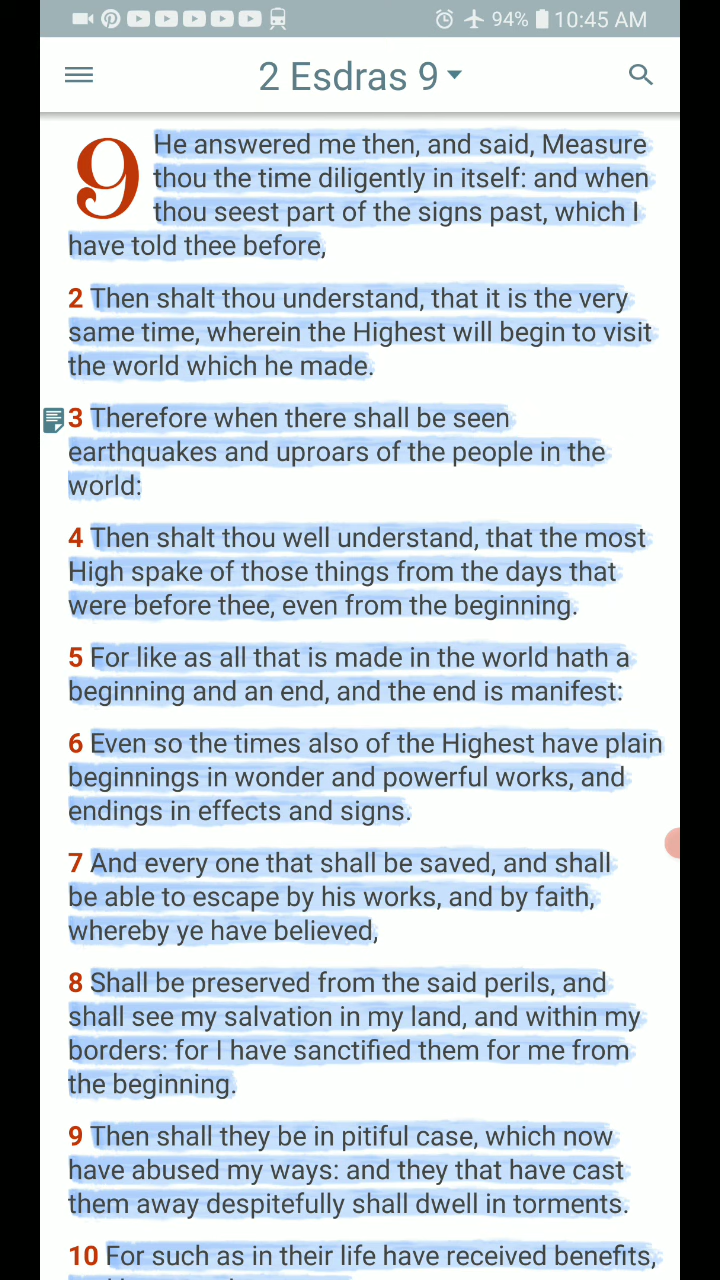 94% 10:45 AM
2 Esdras 9
9 He answered me then, and said, Measure
thou the time diligently in itself: and when
thou seest part of the signs past, which I
have told thee before,
2 Then shalt thou understand, that it is the very
same time, wherein the Highest will begin to visit
the world which he made.
3 Therefore when there shall be seen
earthquakes and uproars of the people in the
world:
4 Then shalt thou well understand, that the most
High spake of those things from the days that
were before thee, even from the beginning.
5 For like as all that is made in the world hath a
beginning and an end, and the end is manifest:
6 Even so the times also of the Highest have plain
beginnings in wonder and powerful works, and
endings in effects and signs.
7 And every one that shall be saved, and shall
be able to escape by his works, and by faith,
whereby ye have believed,
8 Shall be preserved from the said perils, and
shall see my salvation in my land, and within my
borders: for I have sanctified them for me from
the beginning.
9 Then shall they be in pitiful case, which now
have abused my ways: and they that have cast
them away despitefully shall dwell in torments.
10 For such as in their life have received benefits,